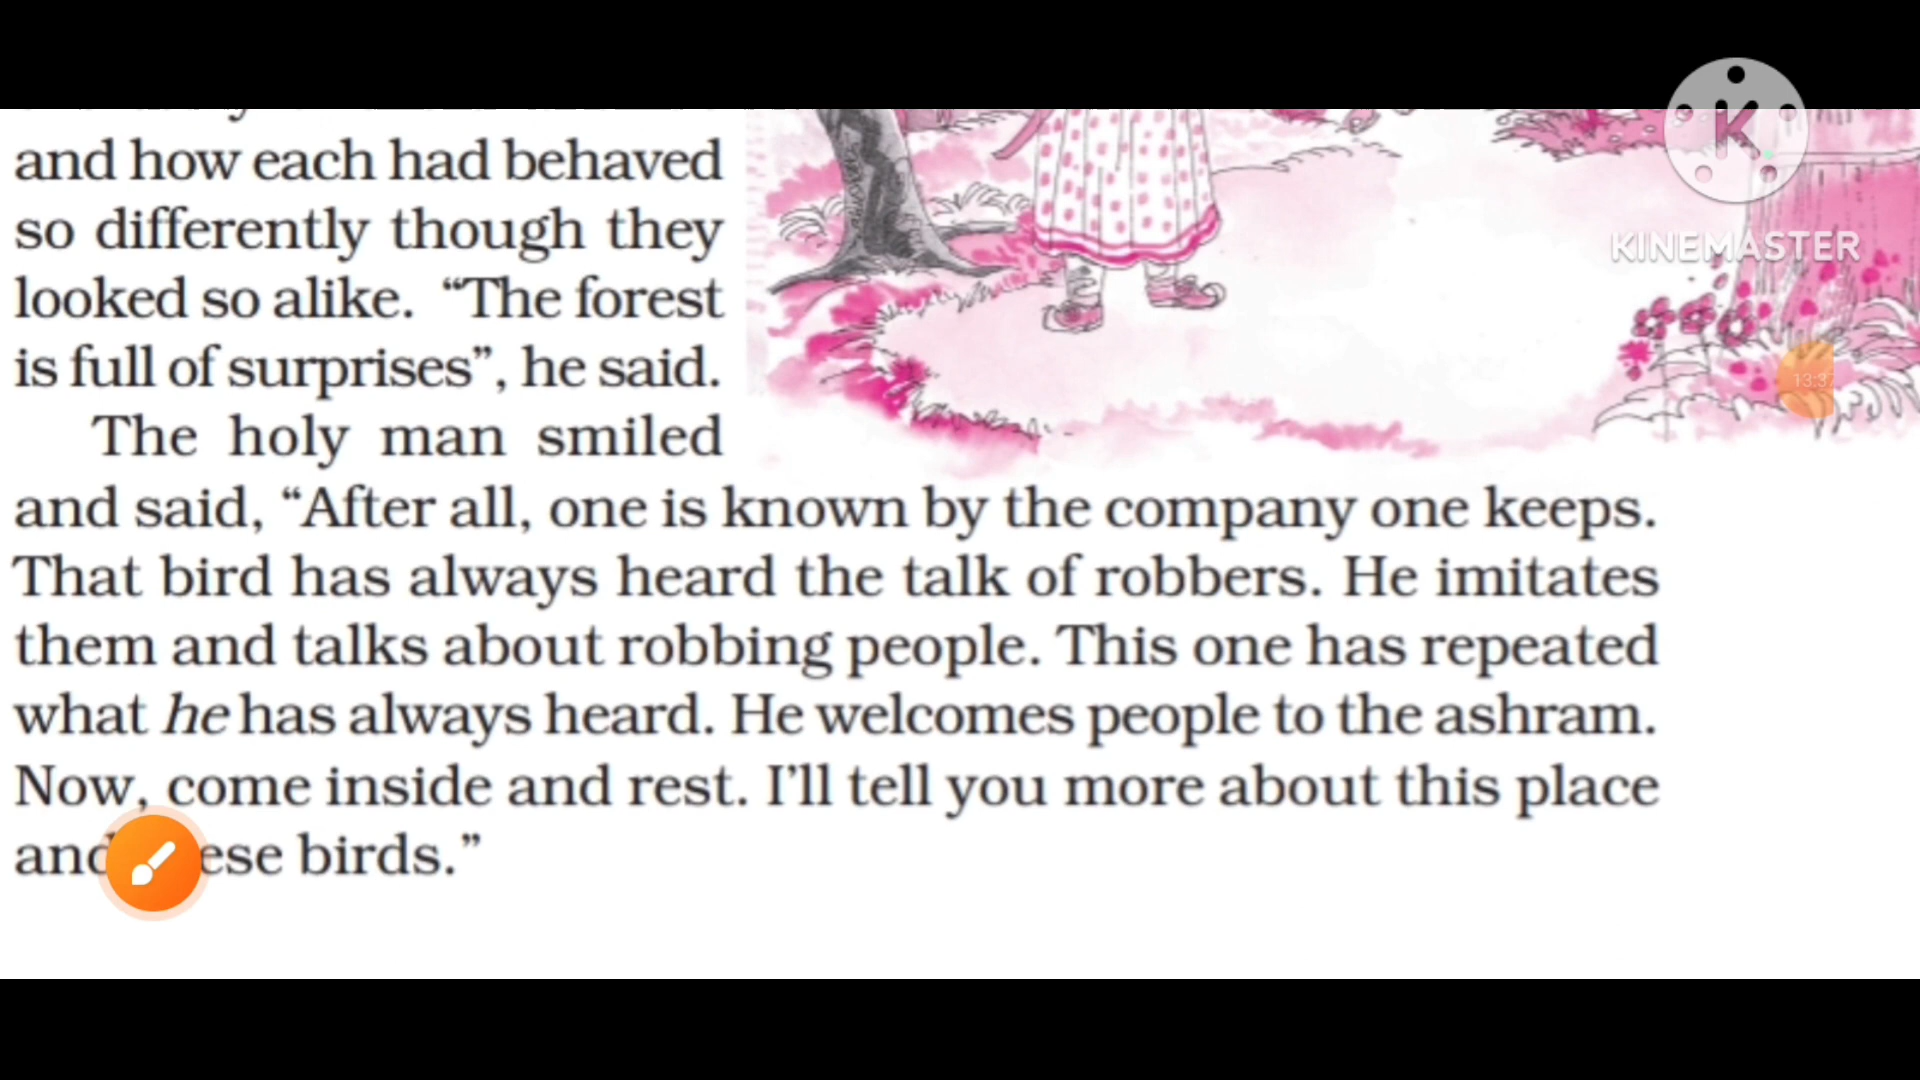 and how each had behaved
so differently though they
looked so alike. “The forest
is full of surprises”, he said.
The holy man smiled
and said, “After all, one is known by the company one keeps.
That bird has always heard the talk of robbers. He imitates
them and talks about robbing people. This one has repeated
what he has always heard. He welcomes people to the ashram.
Now, come inside and rest. I’ll tell you more about this place
and birds.”
K
KINEMASTER
13:37